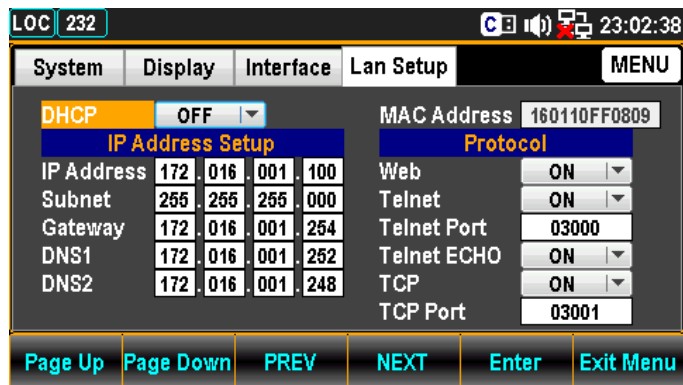 LOC 232 C 23:02:38
System Display Interface Lan Setup MENU
DHCP OFF MAC Address 160110FF0809
IP Address Setup Protocol
IP Address 172 . 016 . 001 . 100 Web ON
Subnet 255 . 255 . 255 . 000 Telnet ON
Gateway 172 . 016 . 001 . 254 Telnet Port 03000
DNS1 172 . 016 . 001 . 252 Telnet ECHO ON
DNS2 172 . 016 . 001 . 248 TCP ON
TCP Port 03001
Page Up Page Down PREV NEXT Enter Exit Menu